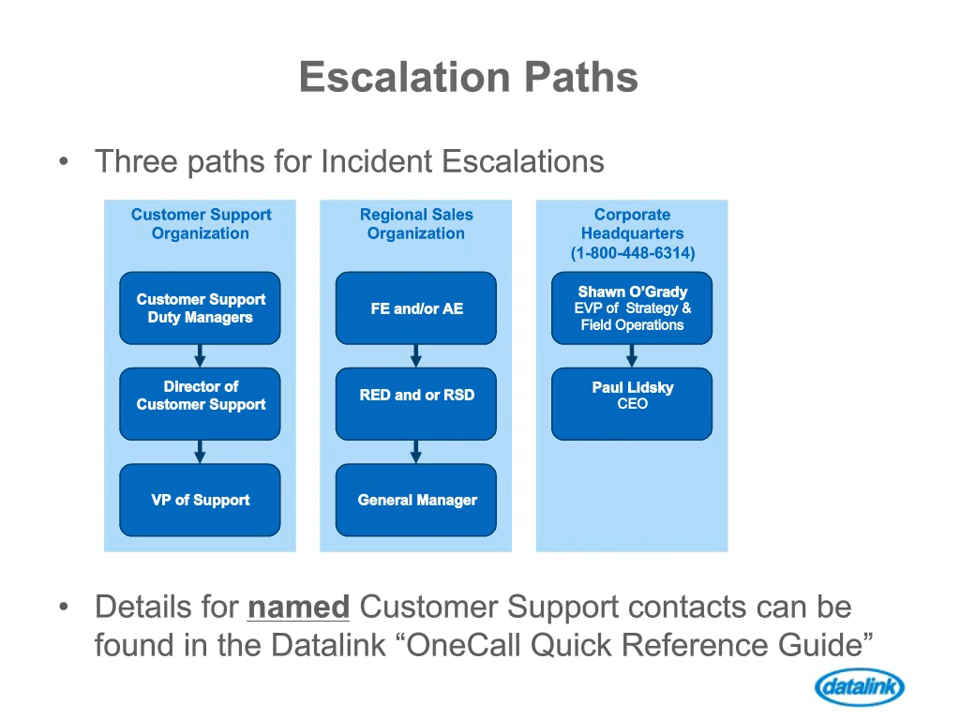 Escalation Paths
• Three paths for Incident Escalations
Customer Support
Organization
Customer Support
Duty Managers
Director of
Customer Support
VP of Support
Regional Sales
Organization
FE and/or AE
RED and or RSD
General Manager
Corporate
Headquarters
(1-800-448-6314)
Shawn O'Grady
EVP of Strategy &
Field Operations
Paul Lidsky
CEO
• Details for named Customer Support contacts can be
found in the Datalink “OneCall Quick Reference Guide”
datalink